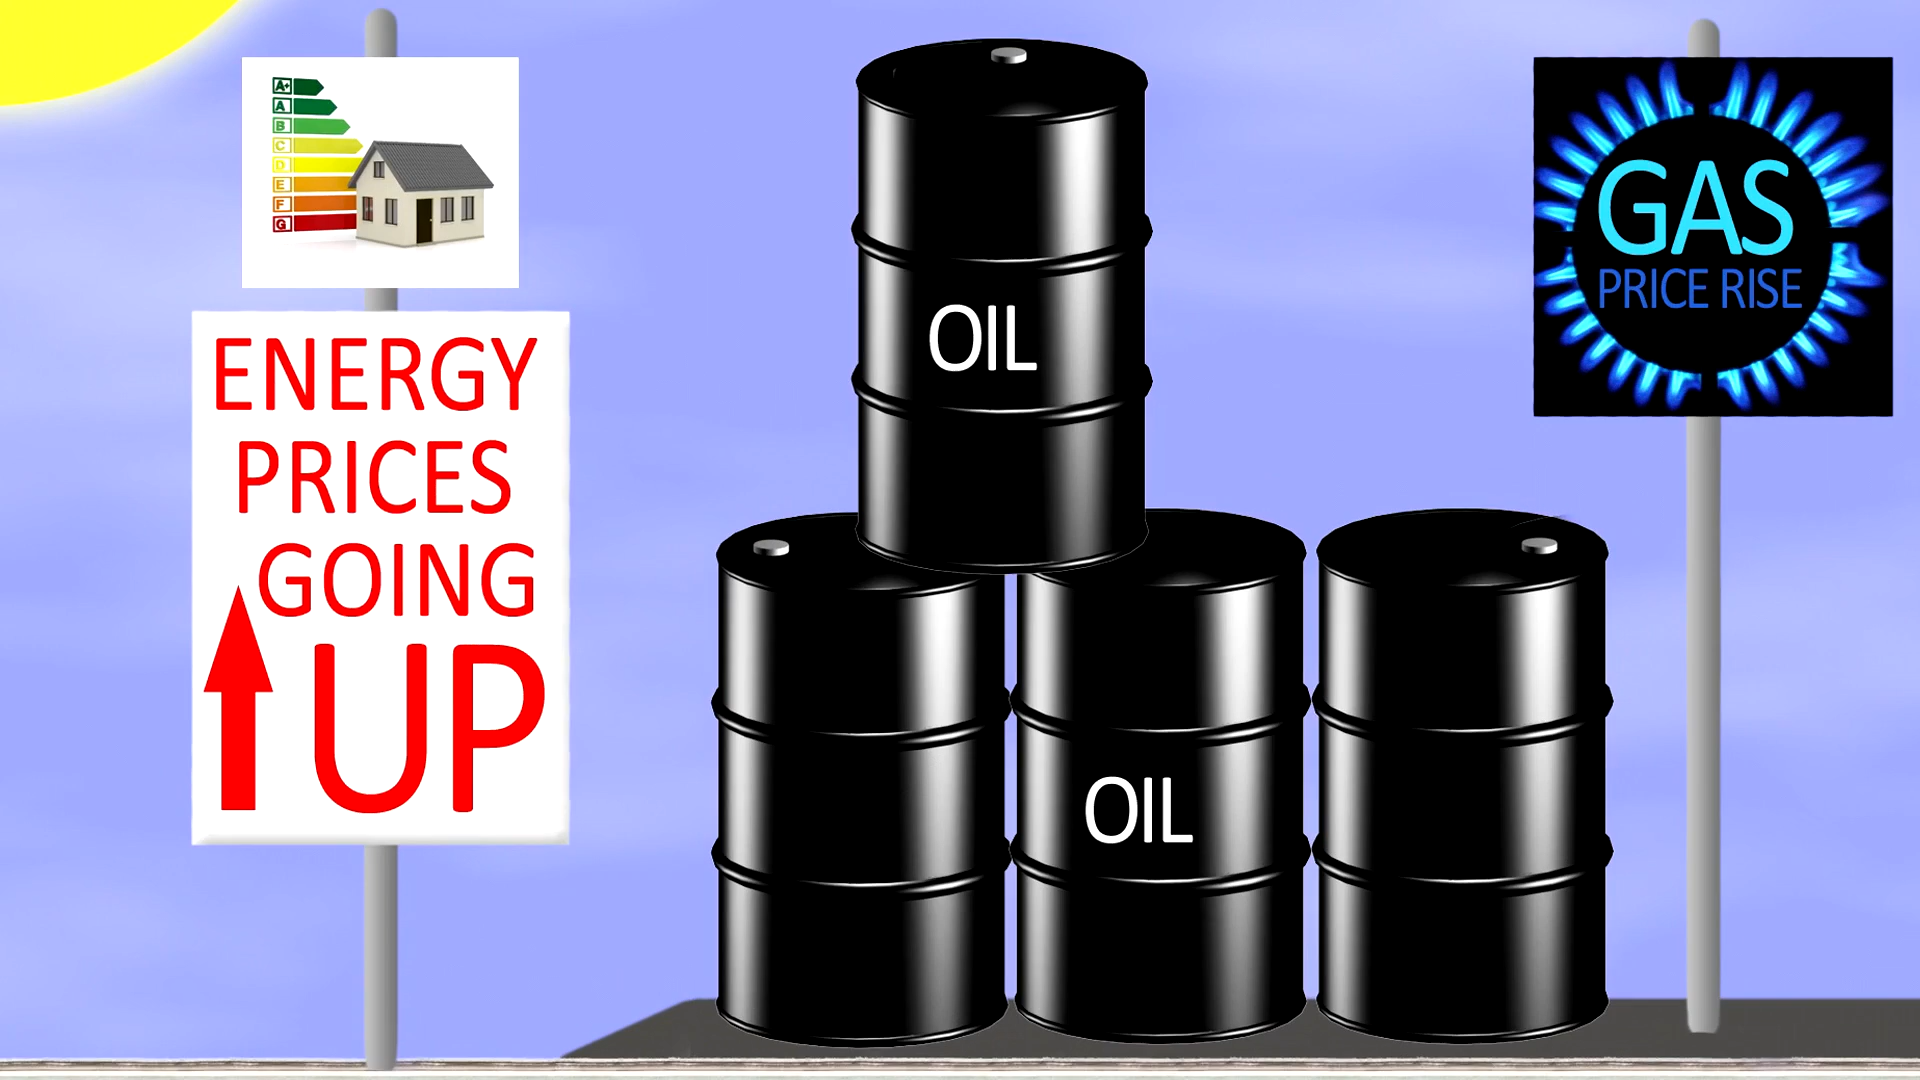 A+
A
B
C
D
E
F
G
ENERGY
PRICES
GOING
UP
OIL
OIL
GAS
PRICE RISE